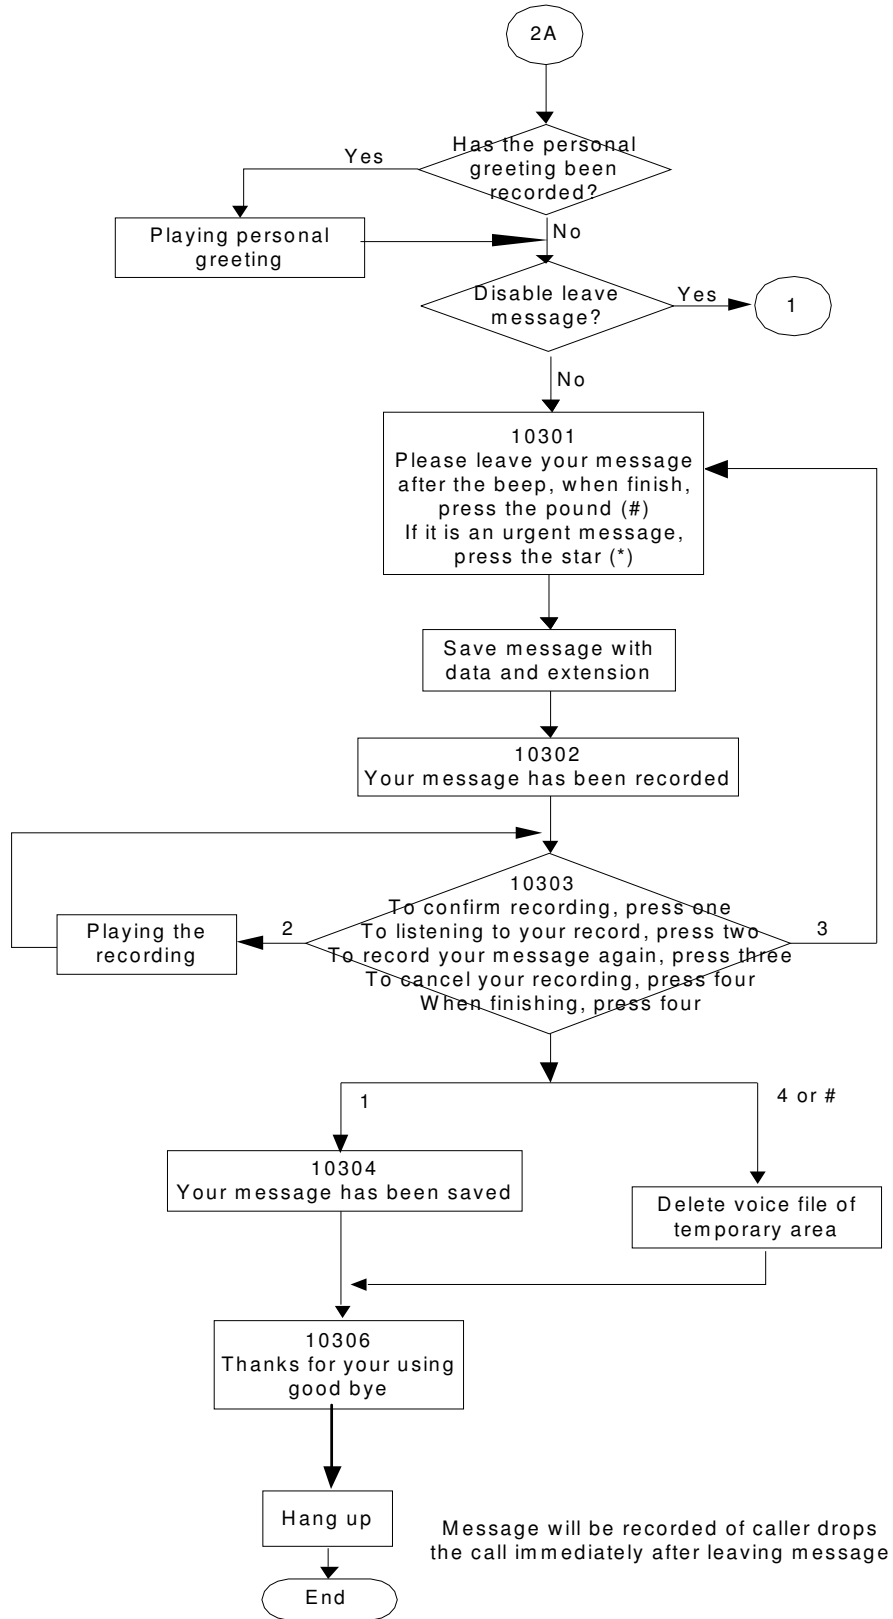 2A
Has the personal
greeting been
recorded?
Yes
No
Playing personal
greeting
Disable leave
message?
Yes
1
No
10301
Please leave your message
after the beep, when finish,
press the pound (#)
If it is an urgent message,
press the star (*)
Save message with
data and extension
10302
Your message has been recorded
10303
To confirm recording, press one
To listening to your record, press two
To record your message again, press three
To cancel your recording, press four
When finishing, press four
2
Playing the
recording
3
1
4 or #
10304
Your message has been saved
Delete voice file of
temporary area
10306
Thanks for your using
good bye
Hang up
Message will be recorded of caller drops
the call immediately after leaving message
End